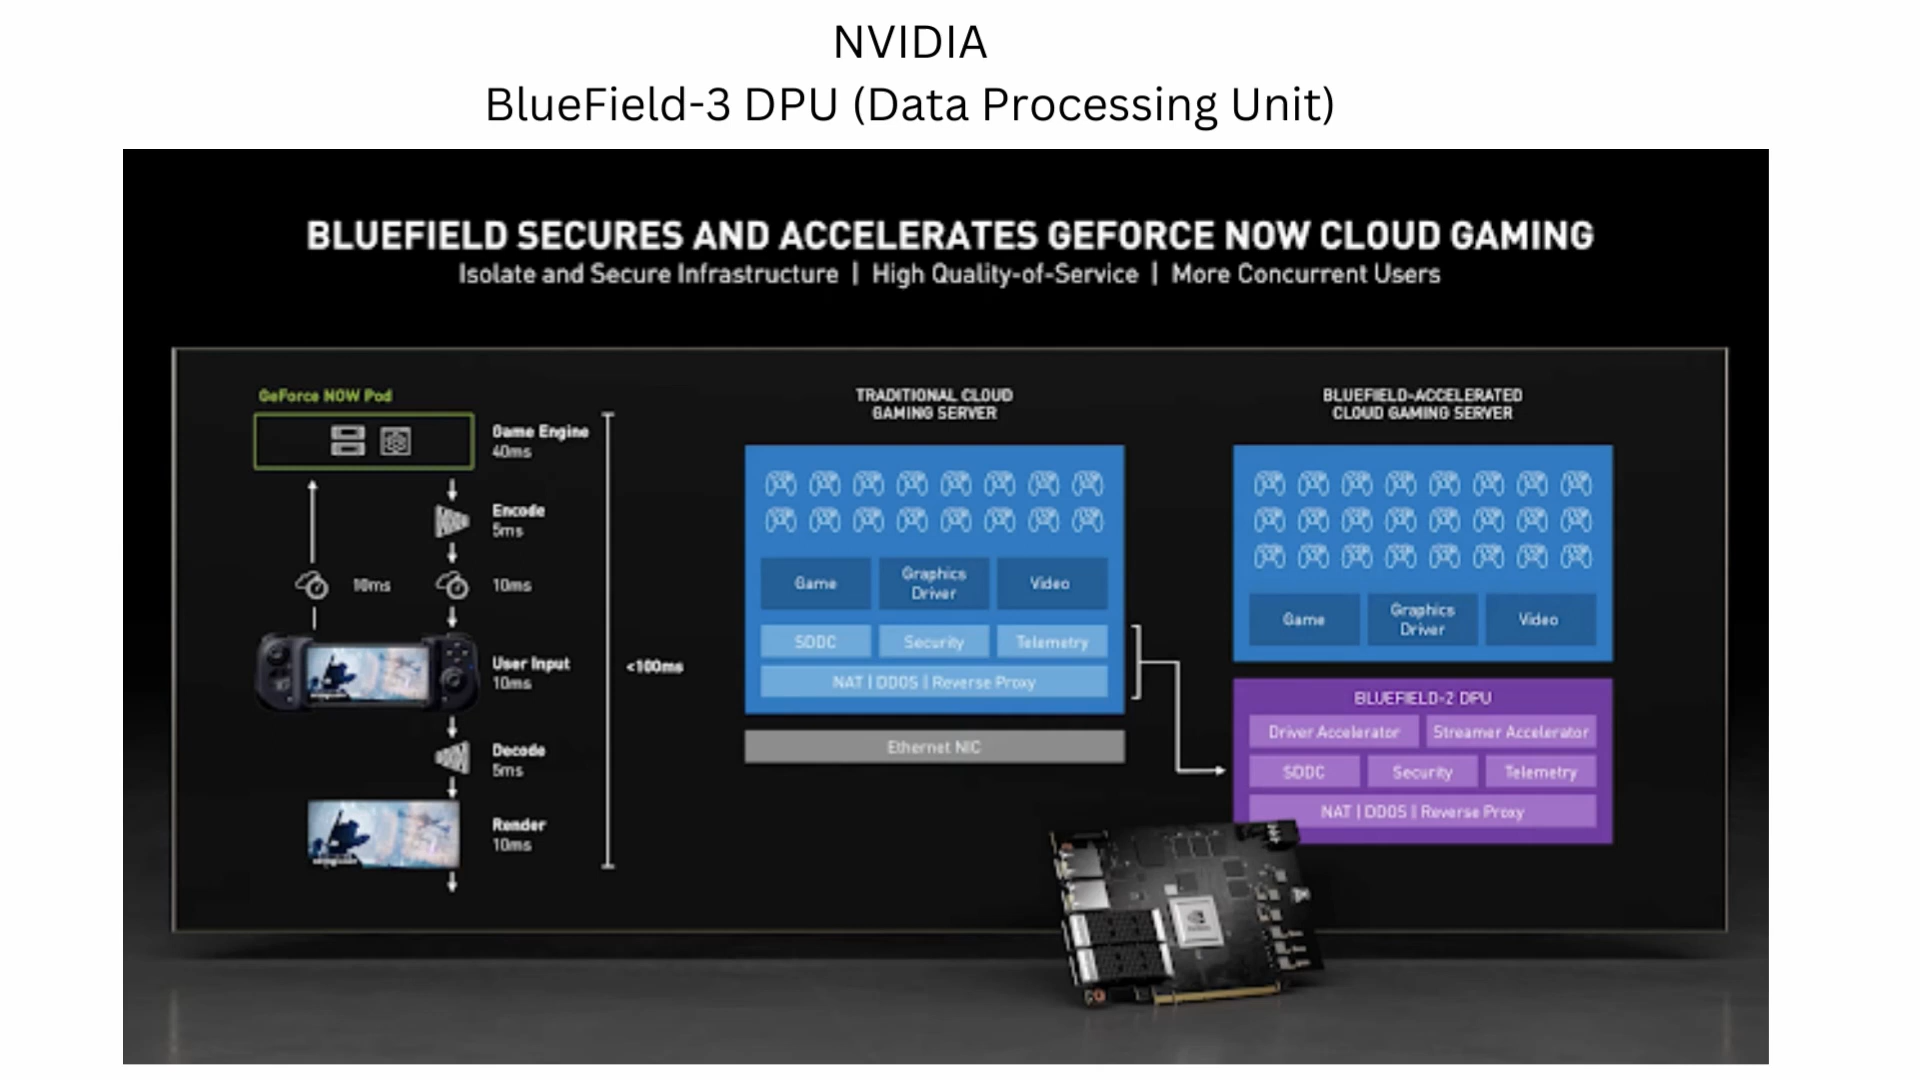 NVIDIA
BlueField-3 DPU (Data Processing Unit)
BLUEFIELD SECURES AND ACCELERATES GEFORCE NOW CLOUD GAMING
Isolate and Secure Infrastructure | High Quality-of-Service | More Concurrent Users
GeForce NOW Pod
Game Engine
40ms
Encode
5ms
10ms
10ms
User Input
10ms
Decode
5ms
Render
10ms
<100ms
TRADITIONAL CLOUD
GAMING SERVER
Game
Graphics
Driver
Video
SDDC
Security
Telemetry
NAT | DDOS | Reverse Proxy
Ethernet NIC
BLUEFIELD-ACCELERATED
CLOUD GAMING SERVER
Game
Graphics
Driver
Video
BLUEFIELD-2 DPU
Driver Accelerator
Streamer Accelerator
SDDC
Security
Telemetry
NAT | DDOS | Reverse Proxy